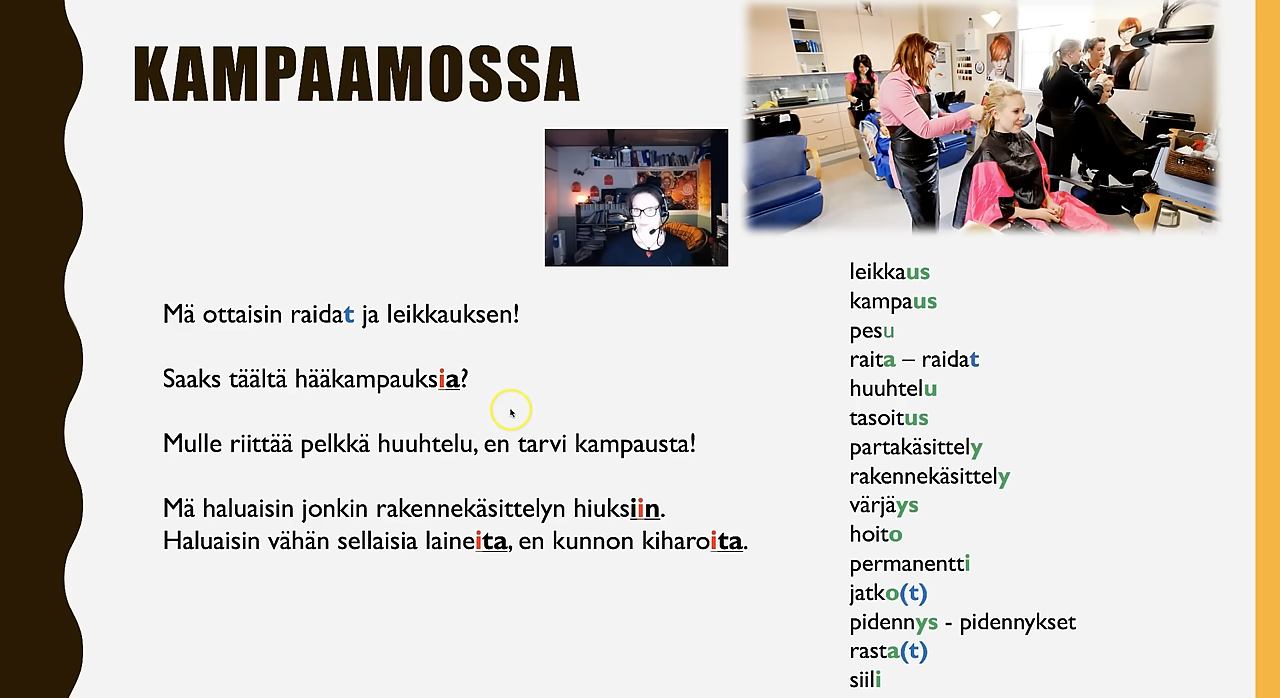 KAMPAAMOSSA
Mä ottaisin raidat ja leikkauksen!
Saaks täältä hääkampauksia?
Mulle riittää pelkkä huuhtelu, en tarvi kampausta!
Mä haluaisin jonkin rakennekäsittelyn hiuksiin.
Haluaisin vähän sellaisia laineita, en kunnon kiharoita.
leikkaus
kampaus
pesu
raita – raidat
huuhtelu
tasoitus
partakäsittely
rakennekäsittely
värjäys
hoito
permanentti
jatko(t)
pidennys - pidennykset
rasta(t)
siili